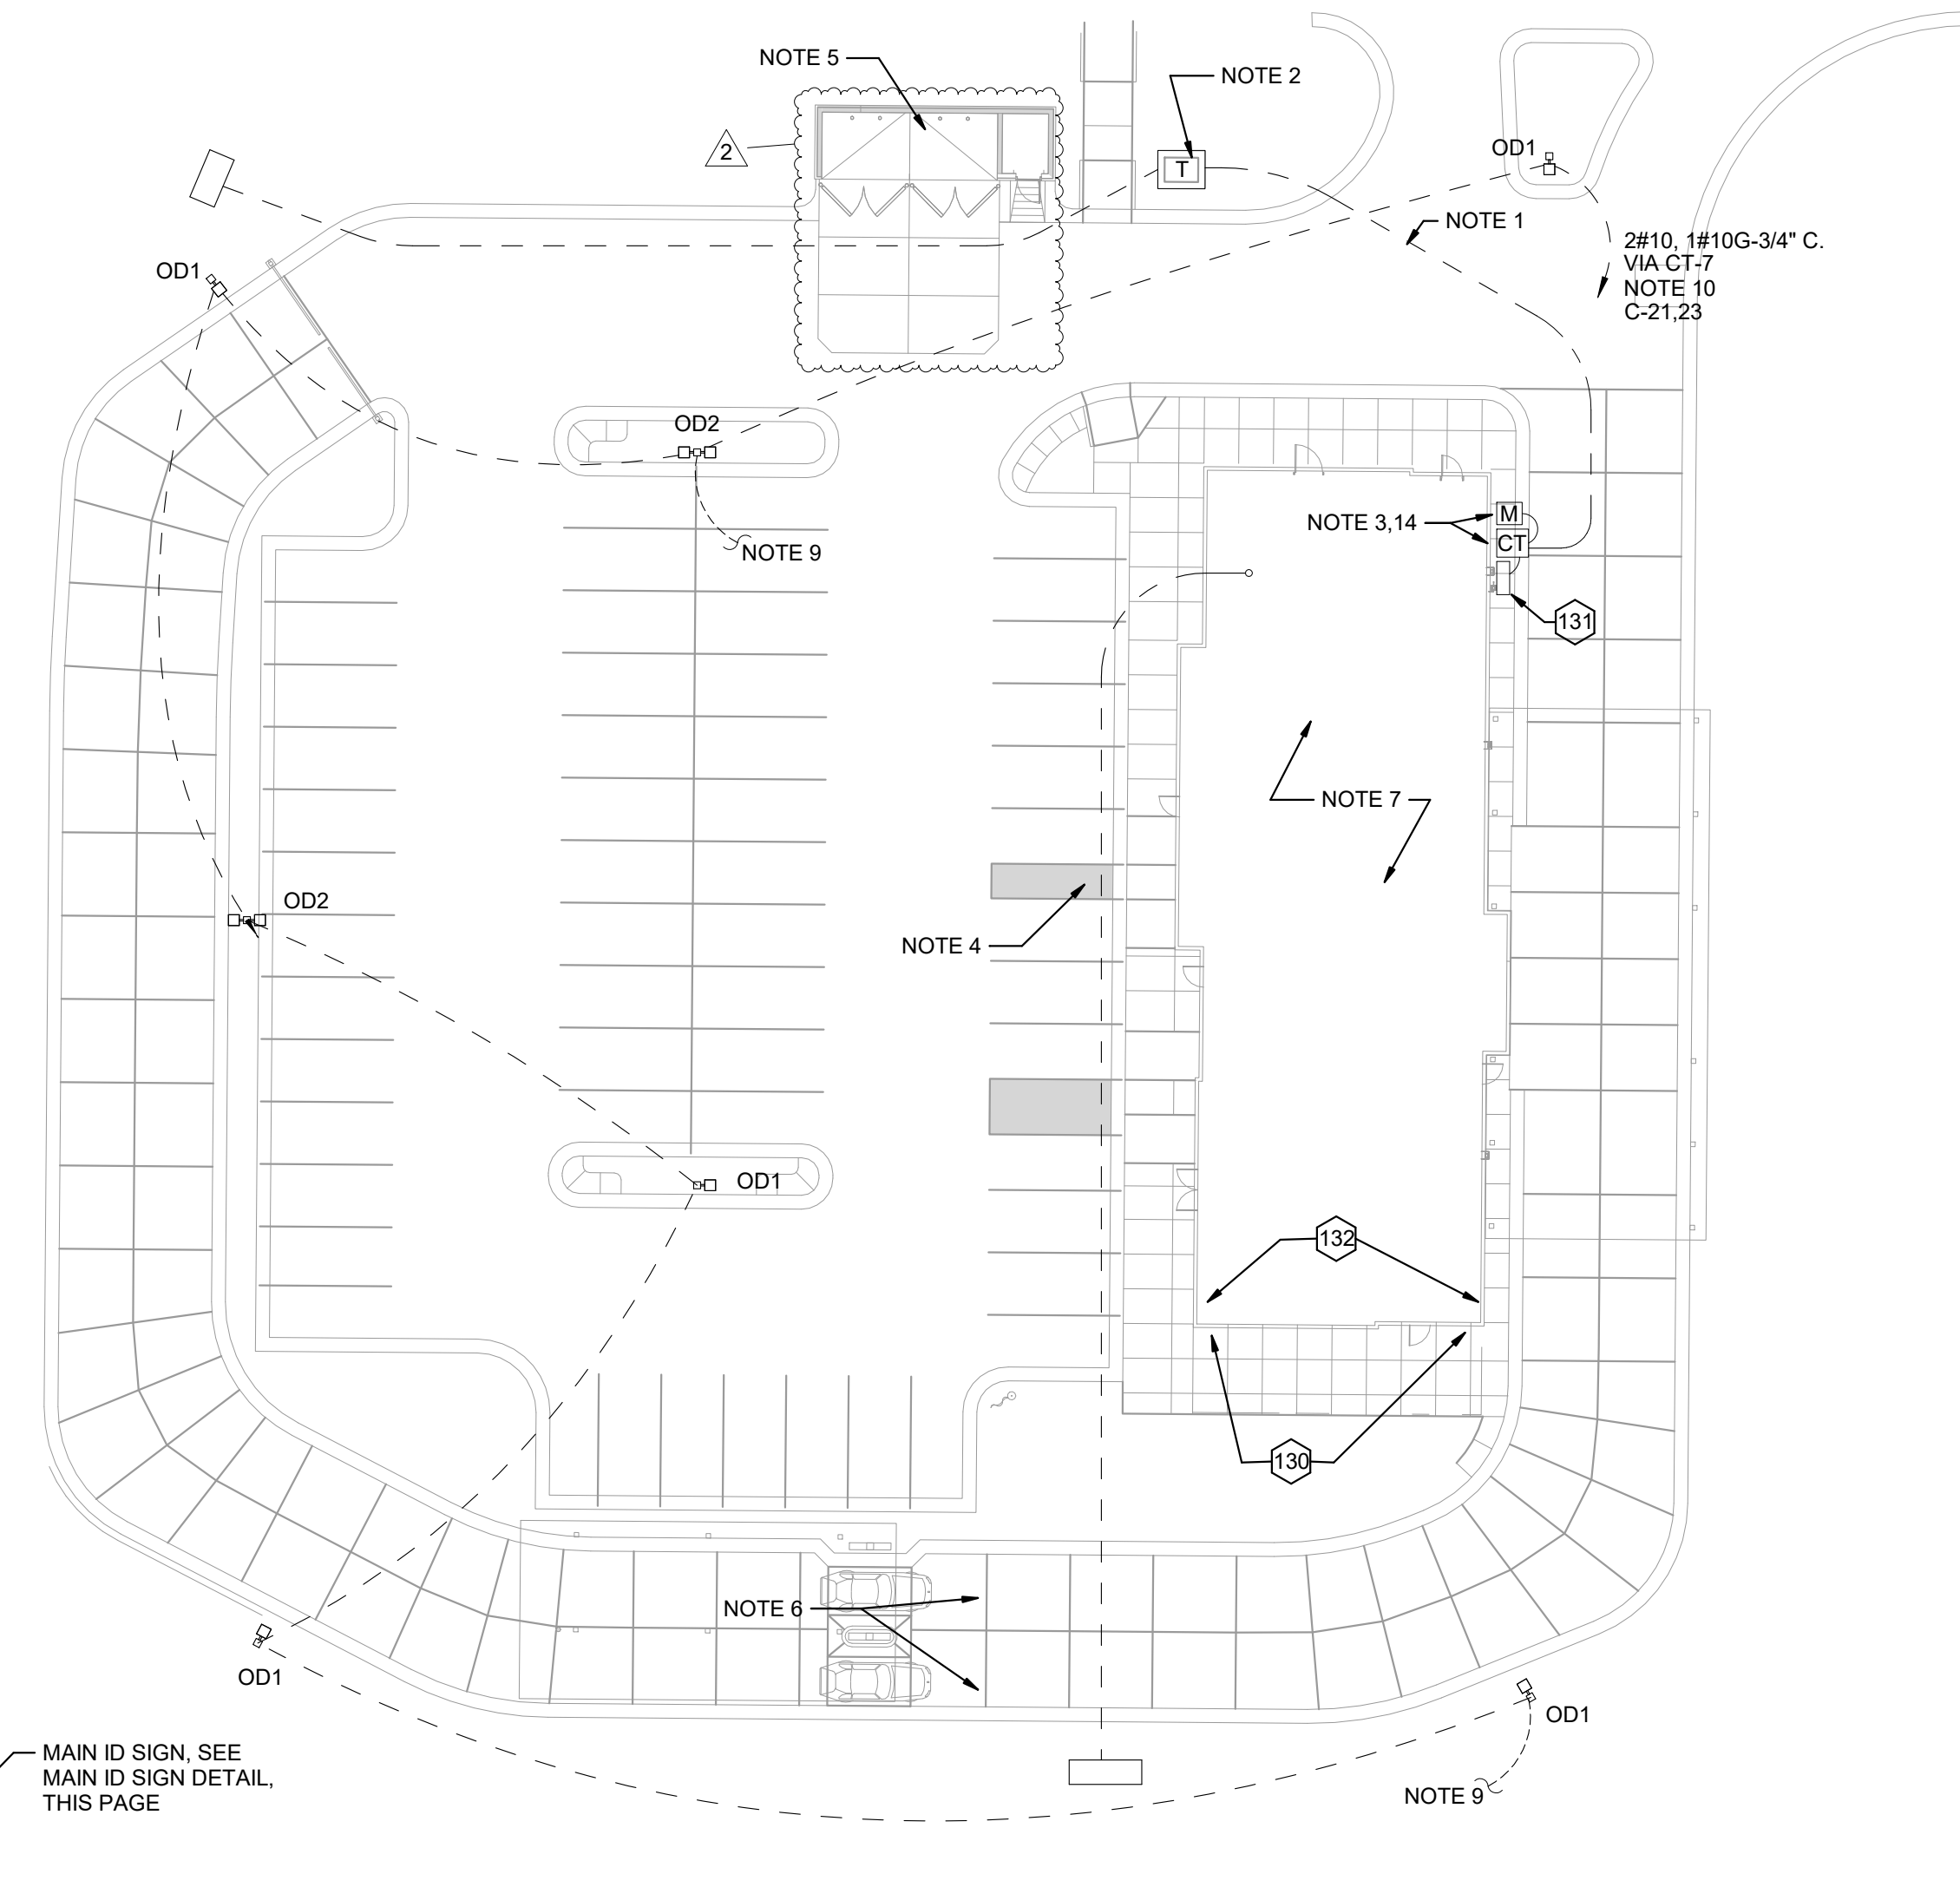 NOTE 5
NOTE 2
2
T
OD1
NOTE 1
2#10, 1#10G-3/4" C.
VIA CT-7
NOTE 10
C-21,23
OD1
OD2
NOTE 9
NOTE 3,14
M
CT
131
NOTE 7
OD2
NOTE 4
OD1
132
130
NOTE 6
OD1
OD1
MAIN ID SIGN, SEE
MAIN ID SIGN DETAIL,
THIS PAGE
NOTE 9